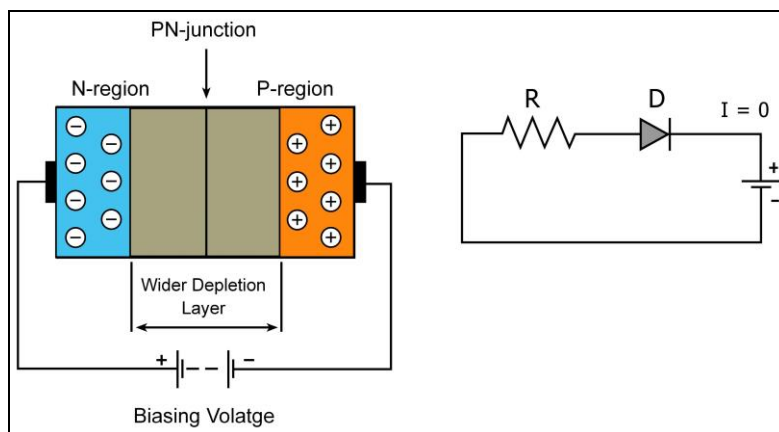 PN-junction
N-region
P-region
Wider Depletion
Layer
+ −
Biasing Volatge
R
D
I = 0
+
−